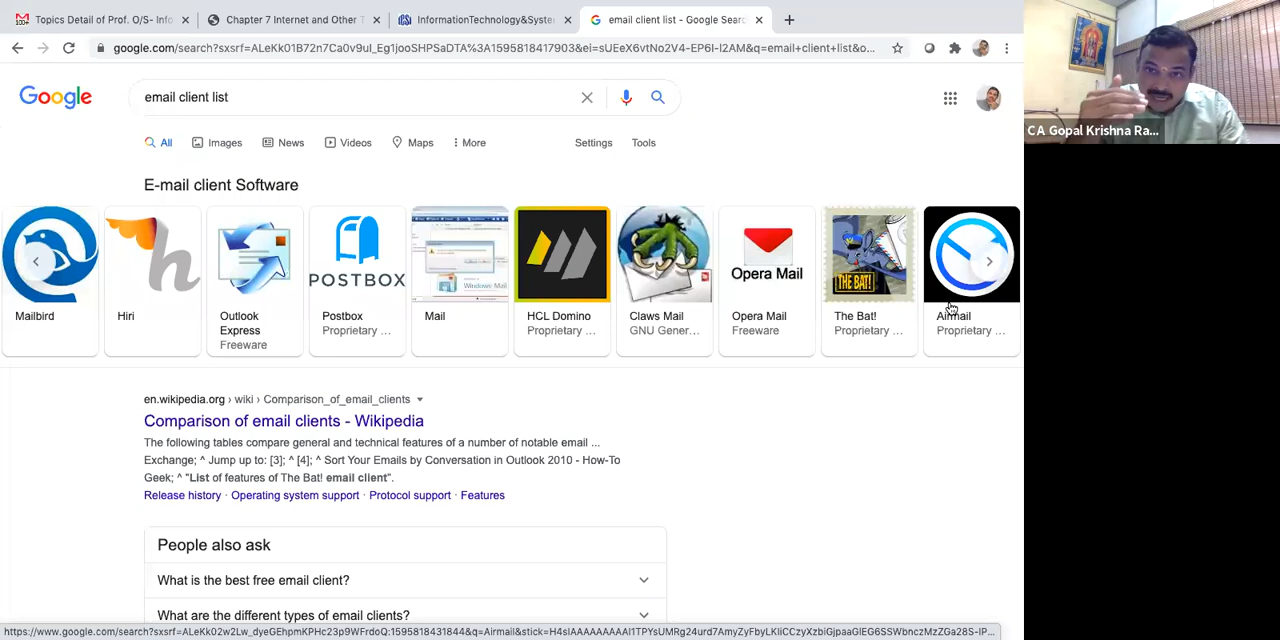 Topics Detail of Prof. O/S- Info
Chapter 7 Internet and Other T
InformationTechnology&Syste
email client list - Google Searc
google.com/search?sxsrf=ALeKk01B72n7Ca0v9ul_Eg1jooSHPSaDTA%3A1595818417903&ei=sUEeX6vtNo2V4-EP6I-I2AM&q=email+client+list&o...
CA Gopal Krishna Ra...
Google
email client list
All
Images
News
Videos
Maps
More
Settings
Tools
E-mail client Software
POSTBOX
Windows Mail
Opera Mail
THE BAT!
Mailbird
Hiri
Outlook
Express
Freeware
Postbox
Proprietary ...
Mail
HCL Domino
Proprietary ...
Claws Mail
GNU Gener...
Opera Mail
Freeware
The Bat!
Proprietary ...
Airmail
Proprietary ...
en.wikipedia.org › wiki › Comparison_of_email_clients
Comparison of email clients - Wikipedia
The following tables compare general and technical features of a number of notable email ...
Exchange; ^ Jump up to: [3]; ^ [4]; ^ Sort Your Emails by Conversation in Outlook 2010 - How-To
Geek; ^ "List of features of The Bat! email client".
Release history · Operating system support · Protocol support · Features
People also ask
What is the best free email client?
What are the different types of email clients?